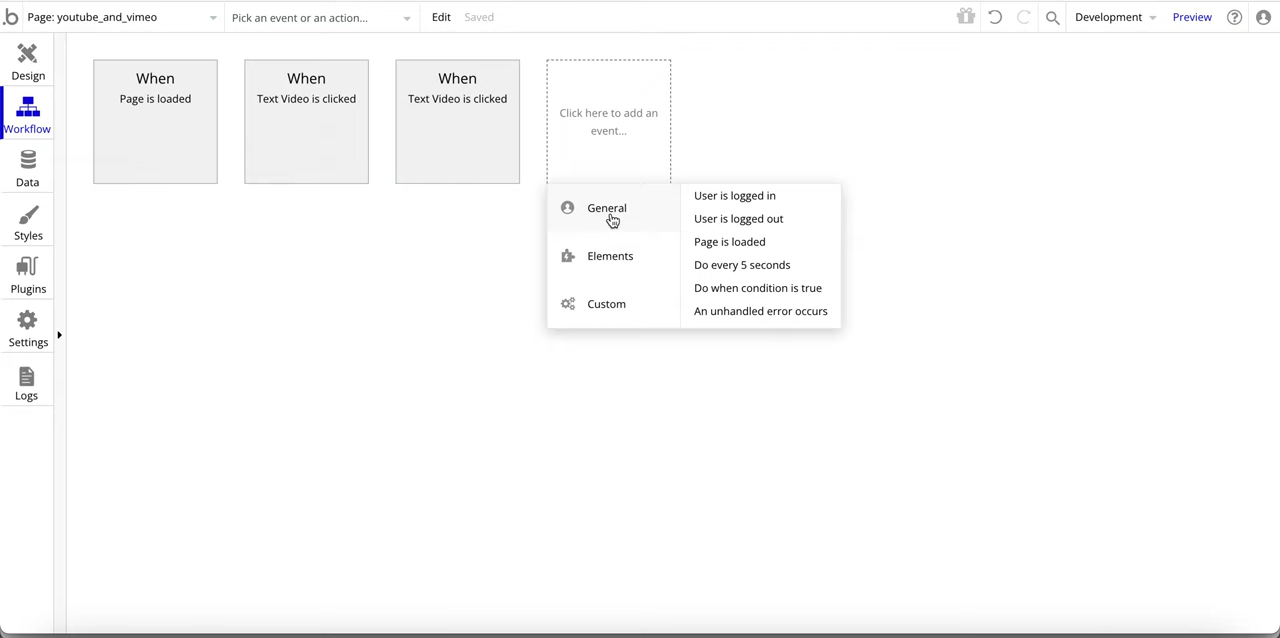 b Page: youtube_and_vimeo Pick an event or an action... Edit Saved Development Preview ?
Design
Workflow
Data
Styles
Plugins
Settings
Logs
When
Page is loaded
When
Text Video is clicked
When
Text Video is clicked
Click here to add an
event...
General
Elements
Custom
User is logged in
User is logged out
Page is loaded
Do every 5 seconds
Do when condition is true
An unhandled error occurs